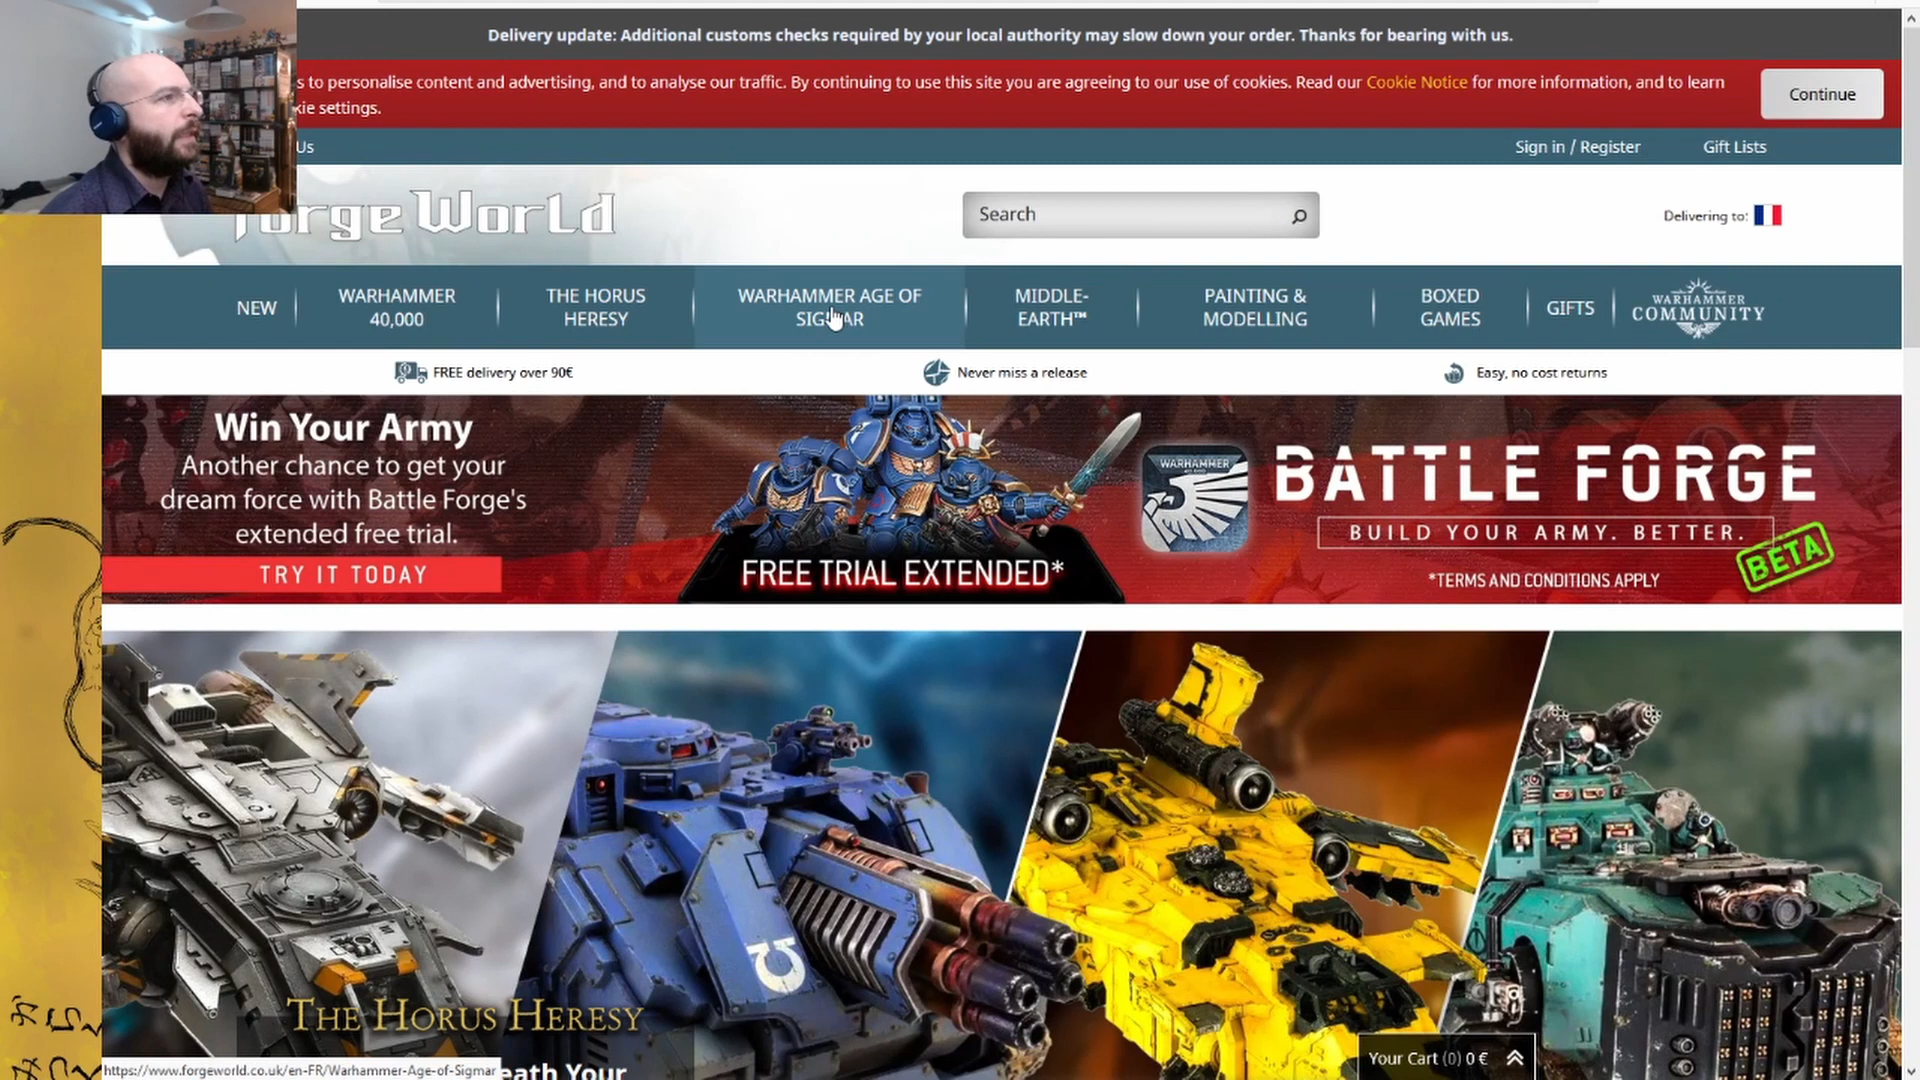 Delivery update: Additional customs checks required by your local authority may slow down your order. Thanks for bearing with us.
s to personalise content and advertising, and to analyse our traffic. By continuing to use this site you are agreeing to our use of cookies. Read our Cookie Notice for more information, and to learn
kie settings.
Continue
Us
Sign in / Register
Gift Lists
Forge World
Search
Delivering to:
NEW
WARHAMMER
40,000
THE HORUS
HERESY
WARHAMMER AGE OF
SIGMAR
MIDDLE-
EARTH™
PAINTING &
MODELLING
BOXED
GAMES
GIFTS
WARHAMMER
COMMUNITY
FREE delivery over 90€
Never miss a release
Easy, no cost returns
Win Your Army
Another chance to get your
dream force with Battle Forge's
extended free trial.
TRY IT TODAY
FREE TRIAL EXTENDED*
WARHAMMER
40,000
BATTLE FORGE
BUILD YOUR ARMY. BETTER.
BETA
*TERMS AND CONDITIONS APPLY
THE HORUS HERESY
eath Your
Your Cart (0) 0 €
https://www.forgeworld.co.uk/en-FR/Warhammer-Age-of-Sigmar